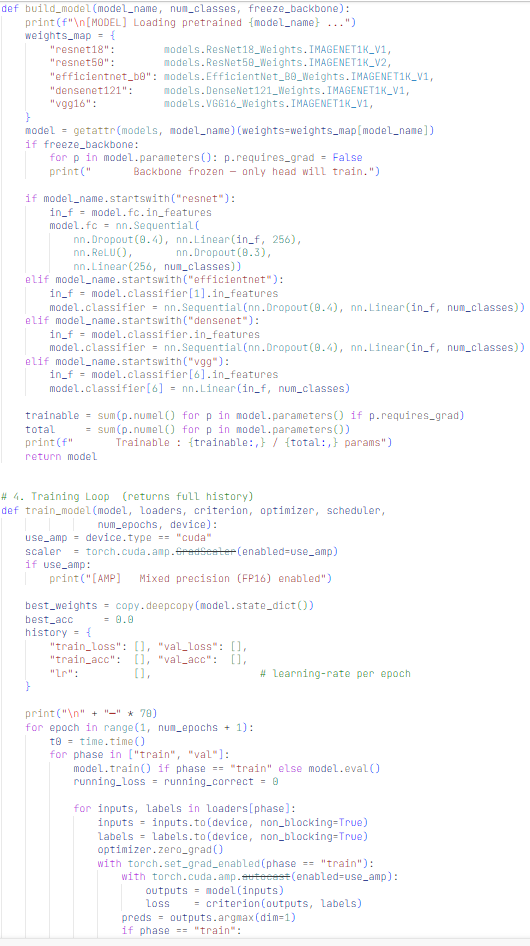 def build_model(model_name, num_classes, freeze_backbone):
    print(f"\n[MODEL] Loading pretrained {model_name} ...")
    weights_map = {
        "resnet18":        models.ResNet18_Weights.IMAGENET1K_V1,
        "resnet50":        models.ResNet50_Weights.IMAGENET1K_V2,
        "efficientnet_b0": models.EfficientNet_B0_Weights.IMAGENET1K_V1,
        "densenet121":     models.DenseNet121_Weights.IMAGENET1K_V1,
        "vgg16":           models.VGG16_Weights.IMAGENET1K_V1,
    }
    model = getattr(models, model_name)(weights=weights_map[model_name])
    if freeze_backbone:
        for p in model.parameters(): p.requires_grad = False
        print("       Backbone frozen — only head will train.")

    if model_name.startswith("resnet"):
        in_f = model.fc.in_features
        model.fc = nn.Sequential(
            nn.Dropout(0.4), nn.Linear(in_f, 256),
            nn.ReLU(),       nn.Dropout(0.3),
            nn.Linear(256, num_classes))
    elif model_name.startswith("efficientnet"):
        in_f = model.classifier[1].in_features
        model.classifier = nn.Sequential(nn.Dropout(0.4), nn.Linear(in_f, num_classes))
    elif model_name.startswith("densenet"):
        in_f = model.classifier.in_features
        model.classifier = nn.Sequential(nn.Dropout(0.4), nn.Linear(in_f, num_classes))
    elif model_name.startswith("vgg"):
        in_f = model.classifier[6].in_features
        model.classifier[6] = nn.Linear(in_f, num_classes)

    trainable = sum(p.numel() for p in model.parameters() if p.requires_grad)
    total     = sum(p.numel() for p in model.parameters())
    print(f"       Trainable : {trainable:,} / {total:,} params")
    return model


# 4. Training Loop  (returns full history)
def train_model(model, loaders, criterion, optimizer, scheduler,
                num_epochs, device):
    use_amp = device.type == "cuda"
    scaler  = torch.cuda.amp.GradScaler(enabled=use_amp)
    if use_amp:
        print("[AMP]   Mixed precision (FP16) enabled")

    best_weights = copy.deepcopy(model.state_dict())
    best_acc     = 0.0
    history = {
        "train_loss": [], "val_loss": [],
        "train_acc":  [], "val_acc":  [],
        "lr":         [],                  # learning-rate per epoch
    }

    print("\n" + "─" * 70)
    for epoch in range(1, num_epochs + 1):
        t0 = time.time()
        for phase in ["train", "val"]:
            model.train() if phase == "train" else model.eval()
            running_loss = running_correct = 0

            for inputs, labels in loaders[phase]:
                inputs = inputs.to(device, non_blocking=True)
                labels = labels.to(device, non_blocking=True)
                optimizer.zero_grad()
                with torch.set_grad_enabled(phase == "train"):
                    with torch.cuda.amp.autocast(enabled=use_amp):
                        outputs = model(inputs)
                        loss    = criterion(outputs, labels)
                    preds = outputs.argmax(dim=1)
                    if phase == "train":